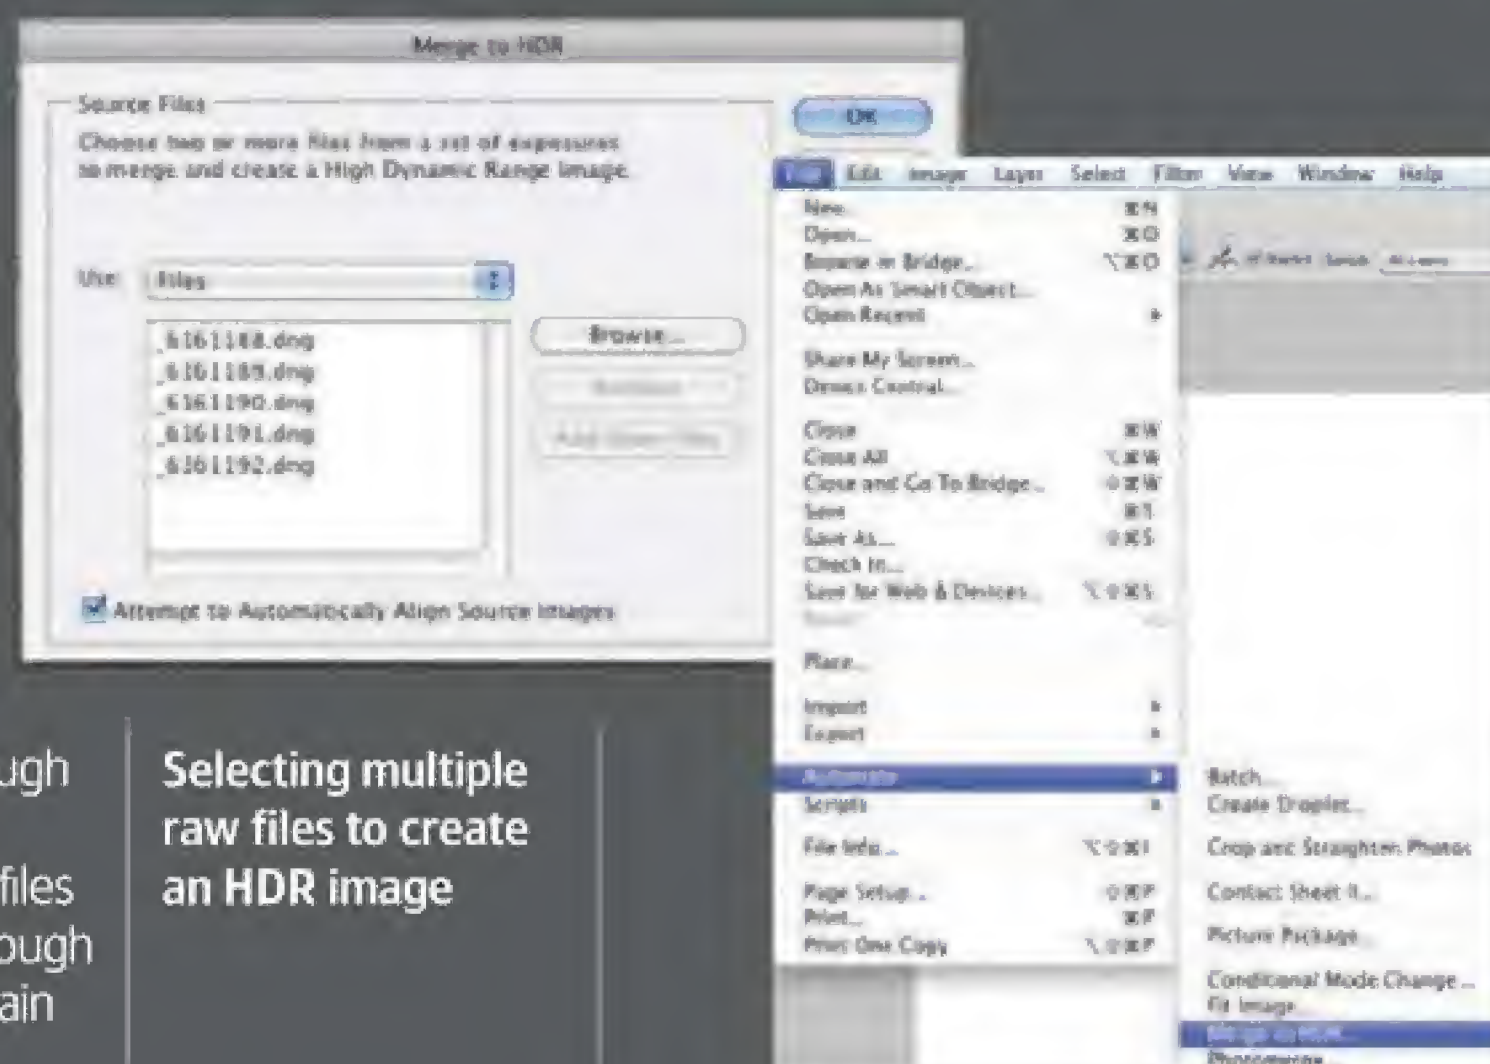 Merge to HDR
Source Files
Choose two or more files from a set of exposures
to merge and create a High Dynamic Range image.
OK
Use: Files
_6161188.dng
_6161189.dng
_6161190.dng
_6161191.dng
_6161192.dng
Browse...
Remove
Add Open Files
Attempt to Automatically Align Source Images
File Edit Image Layer Select Filter View Window Help
New... ⌘N
Open... ⌘O
Browse in Bridge... ⌥⌘O
Open As Smart Object...
Open Recent
Share My Screen...
Device Central...
Close ⌘W
Close All ⌥⌘W
Close and Go To Bridge... ⇧⌘W
Save ⌘S
Save As... ⇧⌘S
Check In...
Save for Web & Devices... ⌥⇧⌘S
Place...
Import
Export
Automate
Scripts
File Info... ⌥⇧⌘I
Page Setup... ⇧⌘P
Print... ⌘P
Print One Copy ⌥⇧⌘P
Batch...
Create Droplet...
Crop and Straighten Photos
Contact Sheet II...
Picture Package...
Conditional Mode Change...
Fit Image...
Merge to HDR...
Photomerge...
ugh
files
ough
ain
Selecting multiple
raw files to create
an HDR image